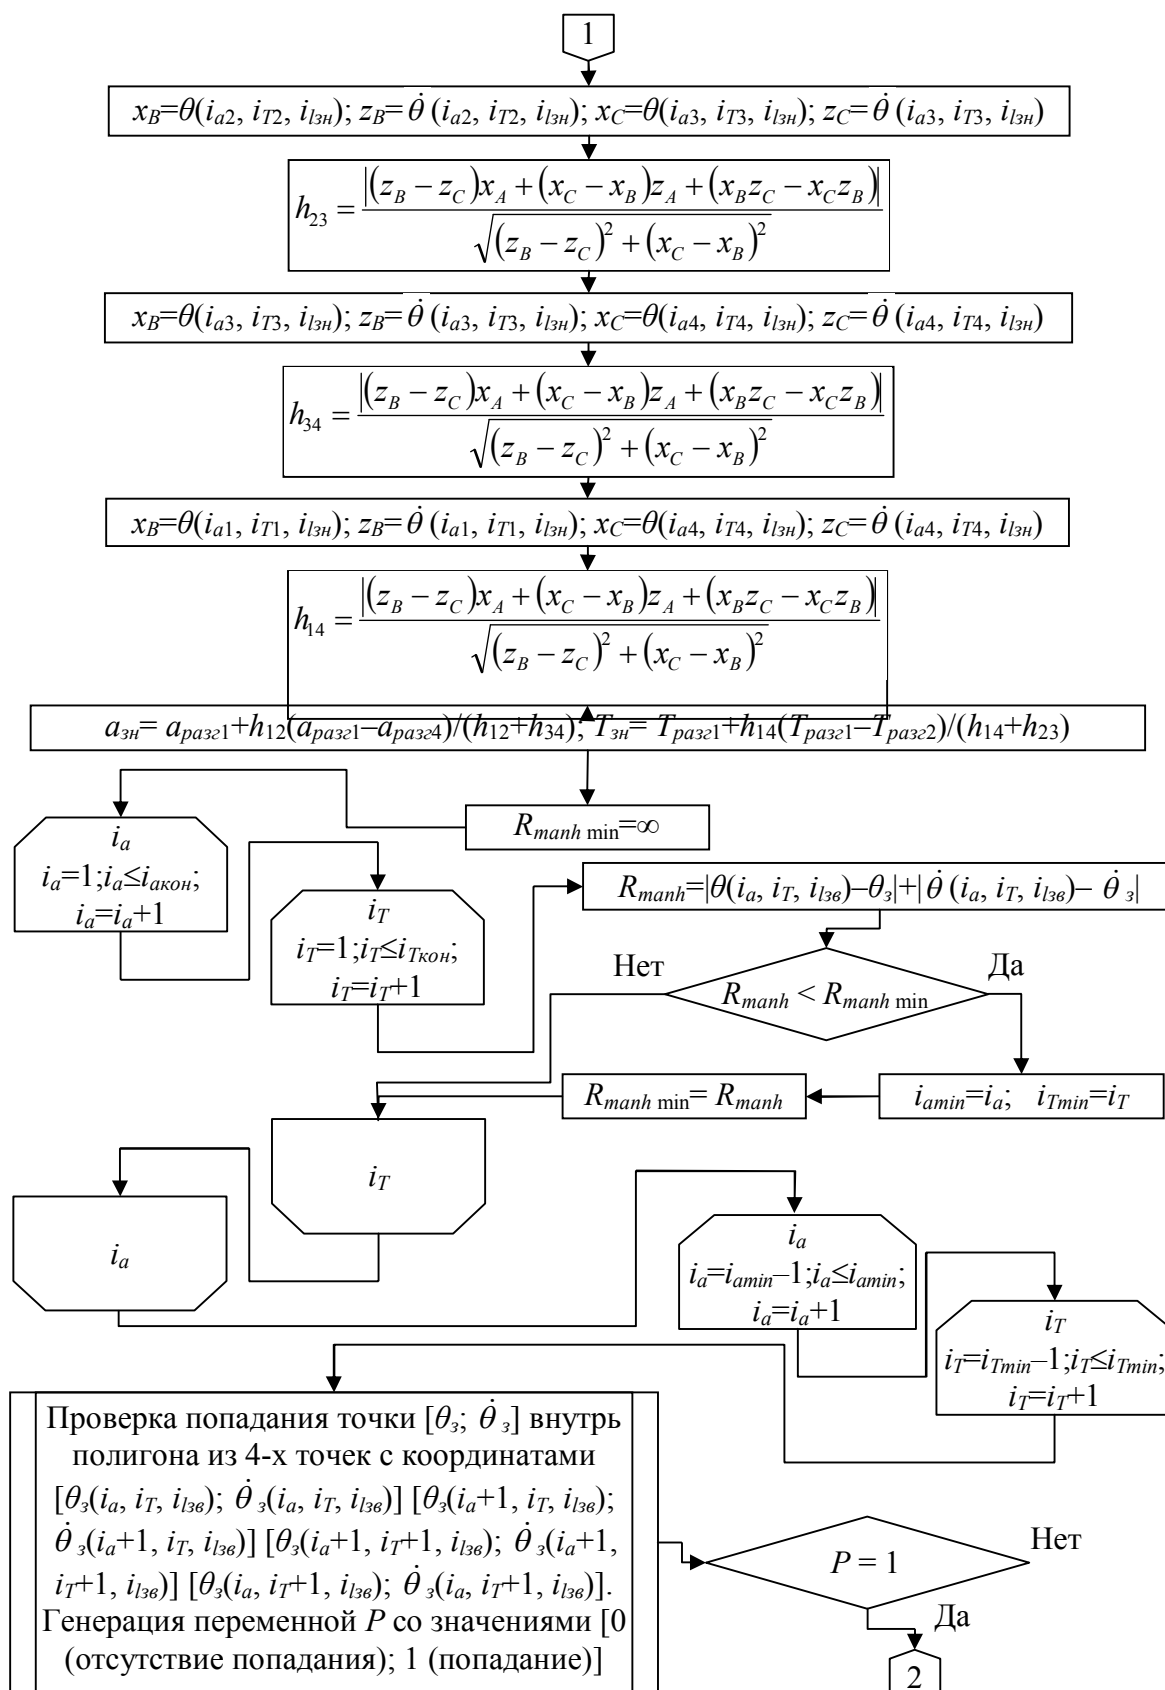 1
x_B=θ(i_a2, i_T2, i_lзн); z_B=θ̇ (i_a2, i_T2, i_lзн); x_C=θ(i_a3, i_T3, i_lзн); z_C=θ̇ (i_a3, i_T3, i_lзн)
h_23 = |(z_B − z_C)x_A + (x_C − x_B)z_A + (x_B z_C − x_C z_B)| / √((z_B − z_C)² + (x_C − x_B)²)
x_B=θ(i_a3, i_T3, i_lзн); z_B=θ̇ (i_a3, i_T3, i_lзн); x_C=θ(i_a4, i_T4, i_lзн); z_C=θ̇ (i_a4, i_T4, i_lзн)
h_34 = |(z_B − z_C)x_A + (x_C − x_B)z_A + (x_B z_C − x_C z_B)| / √((z_B − z_C)² + (x_C − x_B)²)
x_B=θ(i_a1, i_T1, i_lзн); z_B=θ̇ (i_a1, i_T1, i_lзн); x_C=θ(i_a4, i_T4, i_lзн); z_C=θ̇ (i_a4, i_T4, i_lзн)
h_14 = |(z_B − z_C)x_A + (x_C − x_B)z_A + (x_B z_C − x_C z_B)| / √((z_B − z_C)² + (x_C − x_B)²)
a_зн= a_разг1+h_12(a_разг1–a_разг4)/(h_12+h_34); T_зн= T_разг1+h_14(T_разг1–T_разг2)/(h_14+h_23)
R_manh min=∞
i_a
i_a=1;i_a≤i_aкон;
i_a=i_a+1
i_T
i_T=1;i_T≤i_Tкон;
i_T=i_T+1
R_manh=|θ(i_a, i_T, i_lзв)–θ_з|+|θ̇ (i_a, i_T, i_lзв)– θ̇ _з|
Нет
Да
R_manh < R_manh min
i_amin=i_a; i_Tmin=i_T
R_manh min= R_manh
i_T
i_a
i_a
i_a=i_amin–1;i_a≤i_amin;
i_a=i_a+1
i_T
i_T=i_Tmin–1;i_T≤i_Tmin;
i_T=i_T+1
Проверка попадания точки [θ_з; θ̇ _з] внутрь
полигона из 4-х точек с координатами
[θ_з(i_a, i_T, i_lзв); θ̇ _з(i_a, i_T, i_lзв)] [θ_з(i_a+1, i_T, i_lзв);
θ̇ _з(i_a+1, i_T, i_lзв)] [θ_з(i_a+1, i_T+1, i_lзв); θ̇ _з(i_a+1,
i_T+1, i_lзв)] [θ_з(i_a, i_T+1, i_lзв); θ̇ _з(i_a, i_T+1, i_lзв)].
Генерация переменной P со значениями [0
(отсутствие попадания); 1 (попадание)]
P = 1
Нет
Да
2